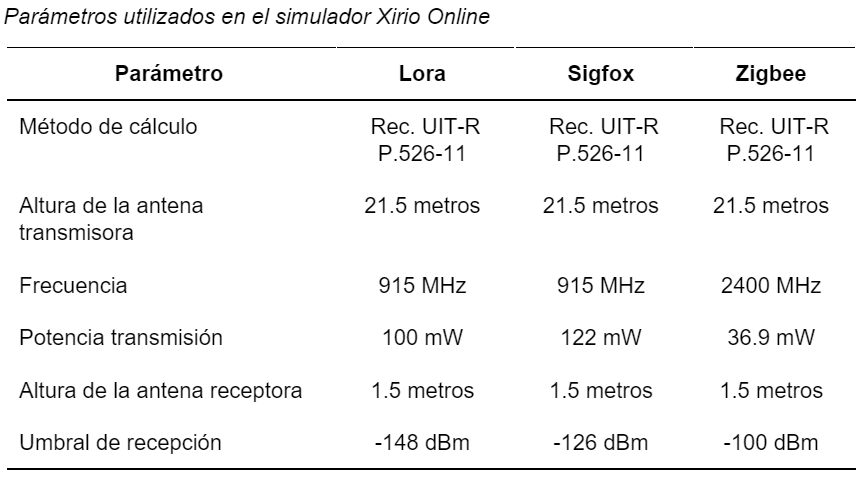 Parámetros utilizados en el simulador Xirio Online
Parámetro Lora Sigfox Zigbee
Método de cálculo Rec. UIT-R Rec. UIT-R Rec. UIT-R
P.526-11 P.526-11 P.526-11
Altura de la antena 21.5 metros 21.5 metros 21.5 metros
transmisora
Frecuencia 915 MHz 915 MHz 2400 MHz
Potencia transmisión 100 mW 122 mW 36.9 mW
Altura de la antena receptora 1.5 metros 1.5 metros 1.5 metros
Umbral de recepción -148 dBm -126 dBm -100 dBm